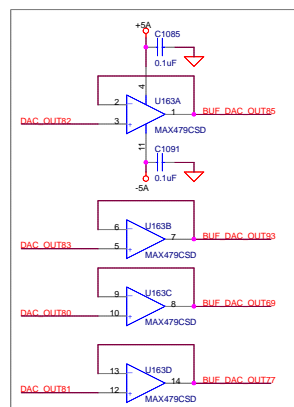 +5A
C1085
0.1uF
4
U163A
2
-
1
BUF_DAC_OUT85
DAC_OUT82
3
+
MAX479CSD
11
C1091
0.1uF
-5A
U163B
6
-
7
BUF_DAC_OUT93
DAC_OUT83
5
+
MAX479CSD
U163C
9
-
8
BUF_DAC_OUT69
DAC_OUT80
10
+
MAX479CSD
U163D
13
-
14
BUF_DAC_OUT77
DAC_OUT81
12
+
MAX479CSD